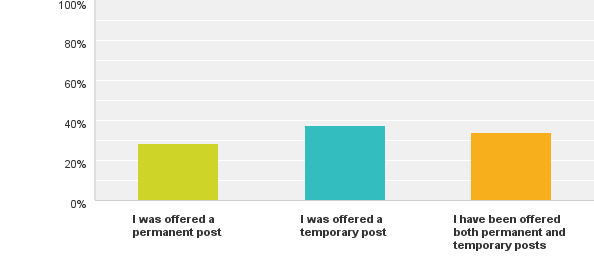 100%
80%
60%
40%
20%
0%
I was offered a
permanent post
I was offered a
temporary post
I have been offered
both permanent and
temporary posts